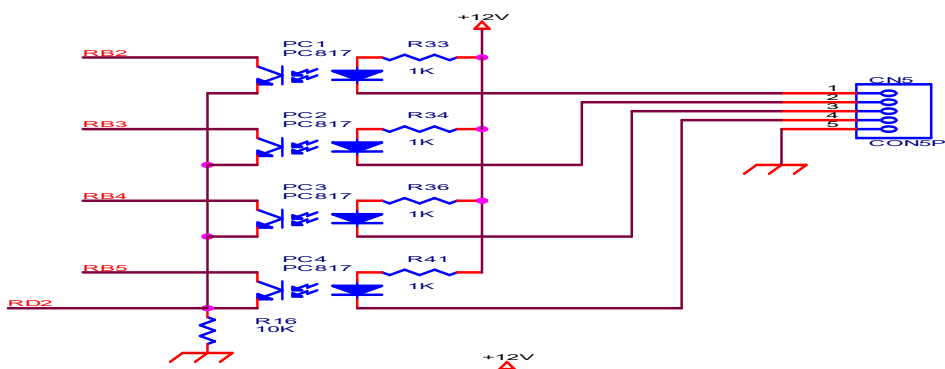 +12V
PC1
PC817
R33
1K
RB2
CN5
1
2
3
4
5
CON5P
PC2
PC817
R34
1K
RB3
PC3
PC817
R36
1K
RB4
PC4
PC817
R41
1K
RB5
RD2
R16
10K
+12V